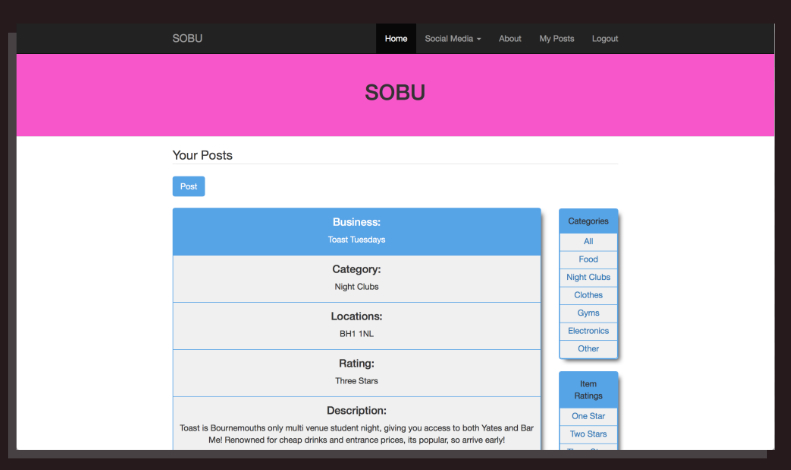 SOBU
Home Social Media About My Posts Logout
SOBU
Your Posts
Post
Business:
Toast Tuesdays
Category:
Night Clubs
Locations:
BH1 1NL
Rating:
Three Stars
Description:
Toast is Bournemouths only multi venue student night, giving you access to both Yates and Bar
Me! Renowned for cheap drinks and entrance prices, its popular, so arrive early!
Categories
All
Food
Night Clubs
Clothes
Gyms
Electronics
Other
Item
Ratings
One Star
Two Stars